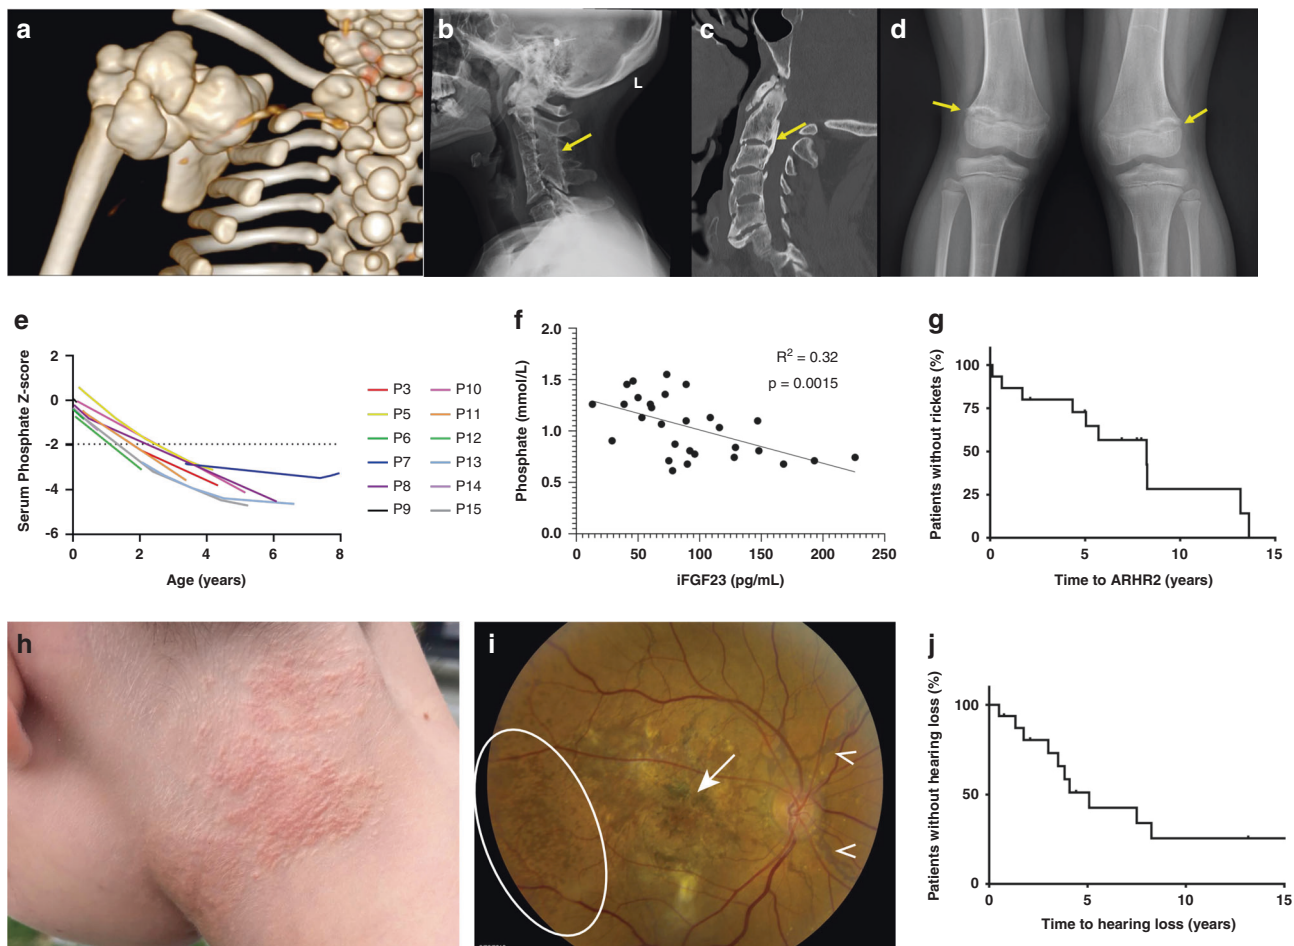 a
b
L
c
d
e
Serum Phosphate Z-score
2
0
-2
-4
-6
0
2
4
6
8
Age (years)
P3
P5
P6
P7
P8
P9
P10
P11
P12
P13
P14
P15
f
Phosphate (mmol/L)
2.0
1.5
1.0
0.5
0.0
R² = 0.32
p = 0.0015
0
50
100
150
200
250
iFGF23 (pg/mL)
g
Patients without rickets (%)
100
75
50
25
0
0
5
10
15
Time to ARHR2 (years)
h
i
j
Patients without hearing loss (%)
100
50
0
0
5
10
15
Time to hearing loss (years)